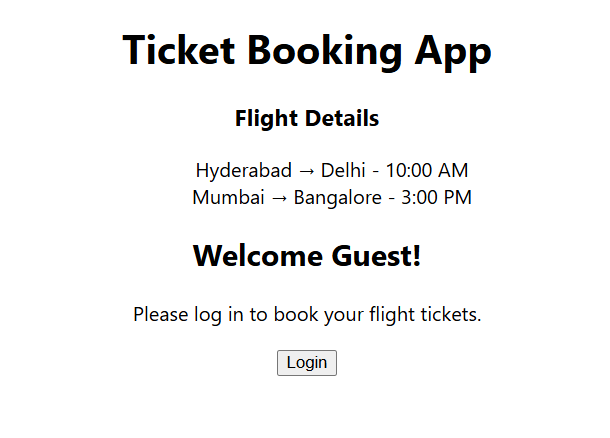 Ticket Booking App
Flight Details
Hyderabad → Delhi - 10:00 AM
Mumbai → Bangalore - 3:00 PM
Welcome Guest!
Please log in to book your flight tickets.
Login